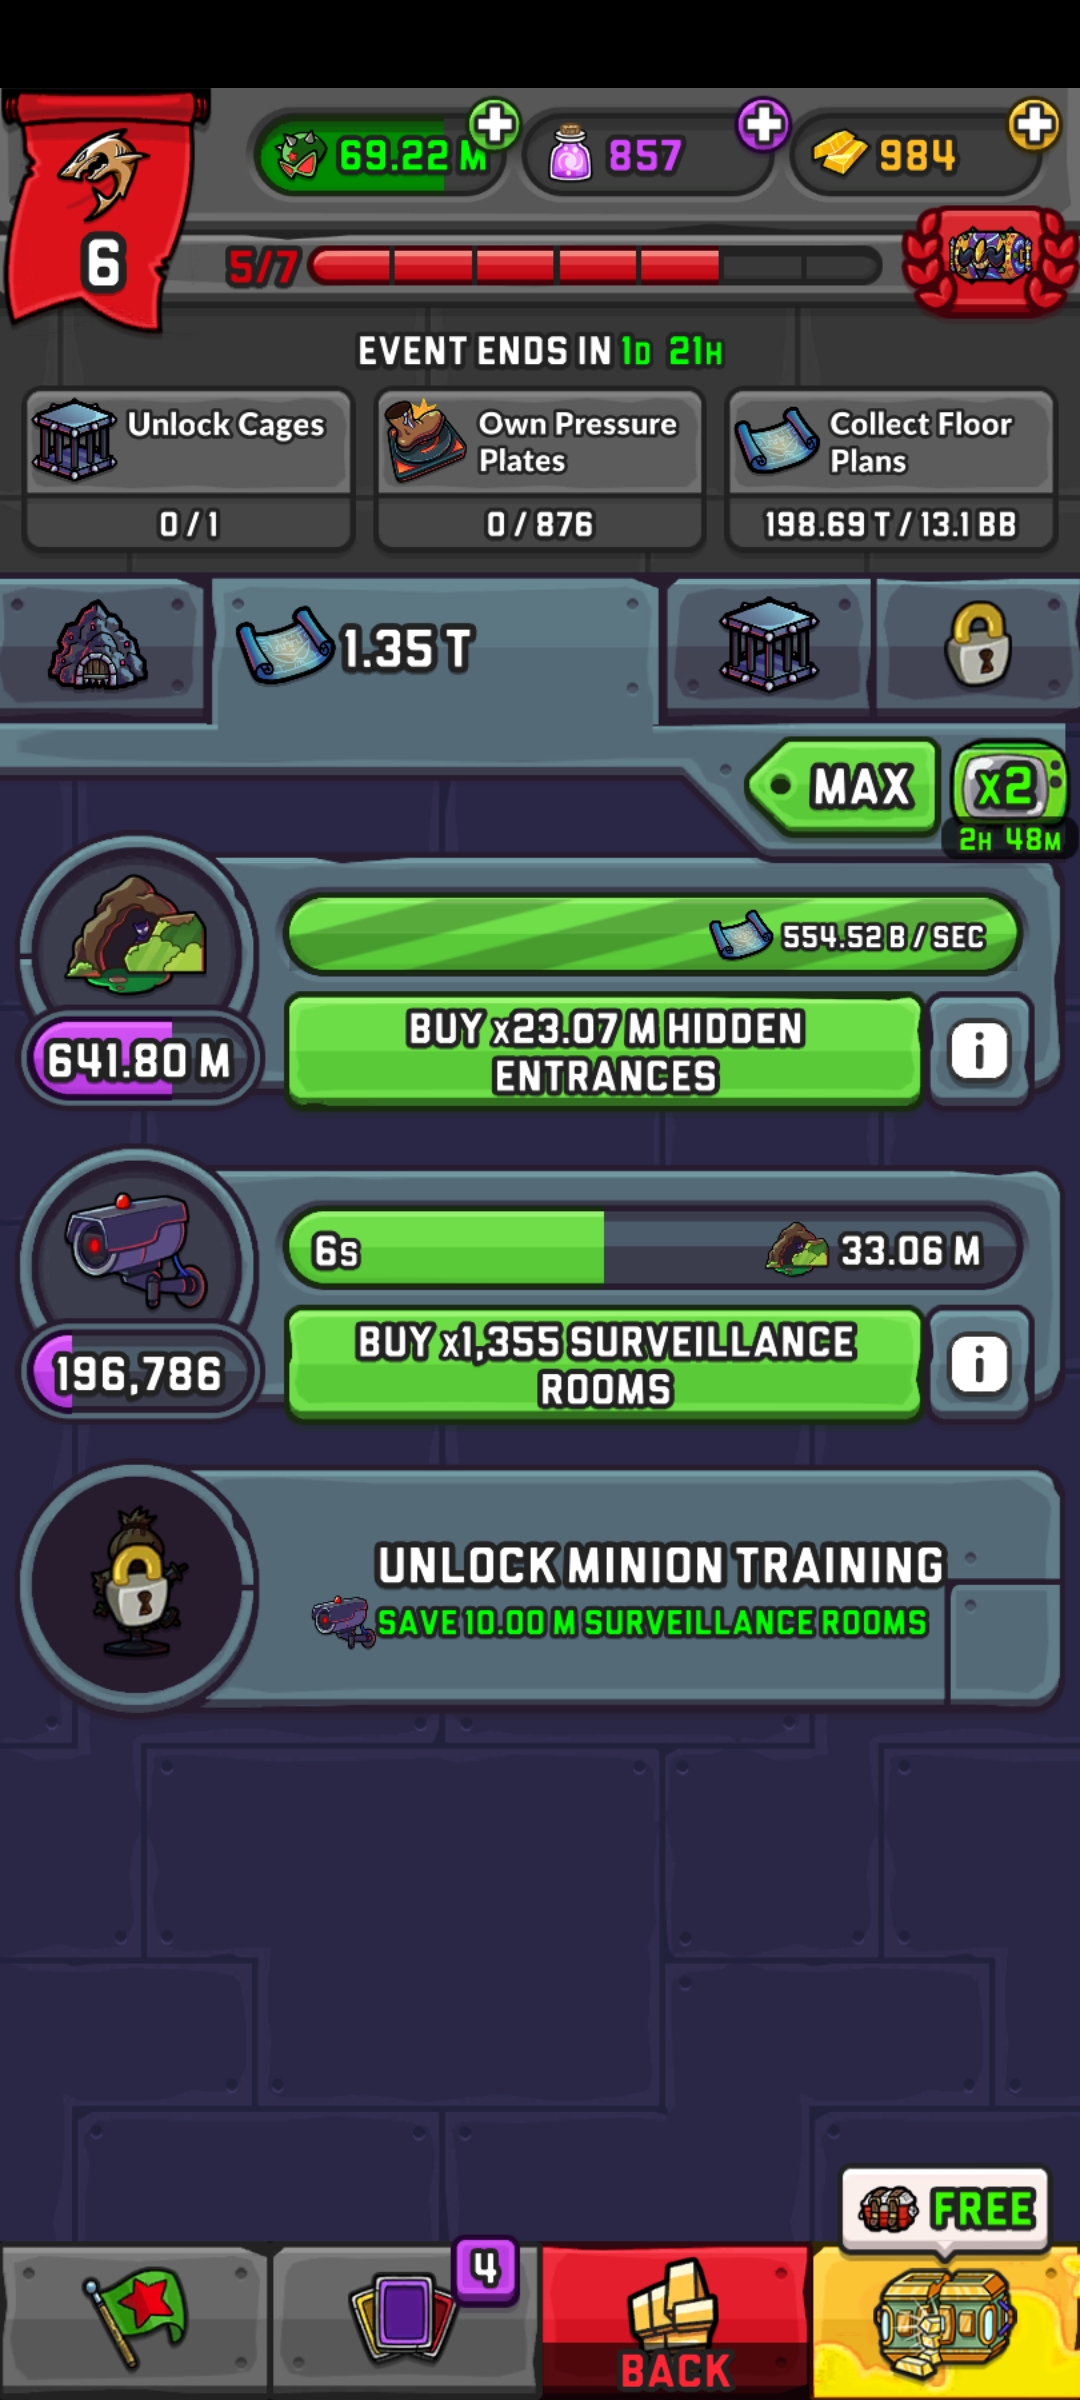 69.22 M
857
984
6
5/7
EVENT ENDS IN 1D 21H
Unlock Cages
0 / 1
Own Pressure
Plates
0 / 876
Collect Floor
Plans
198.69 T / 13.1 BB
1.35 T
MAX
x2
2H 48M
554.52 B / SEC
641.80 M
BUY x23.07 M HIDDEN
ENTRANCES
i
6s
33.06 M
196,786
BUY x1,355 SURVEILLANCE
ROOMS
i
UNLOCK MINION TRAINING
SAVE 10.00 M SURVEILLANCE ROOMS
FREE
4
BACK